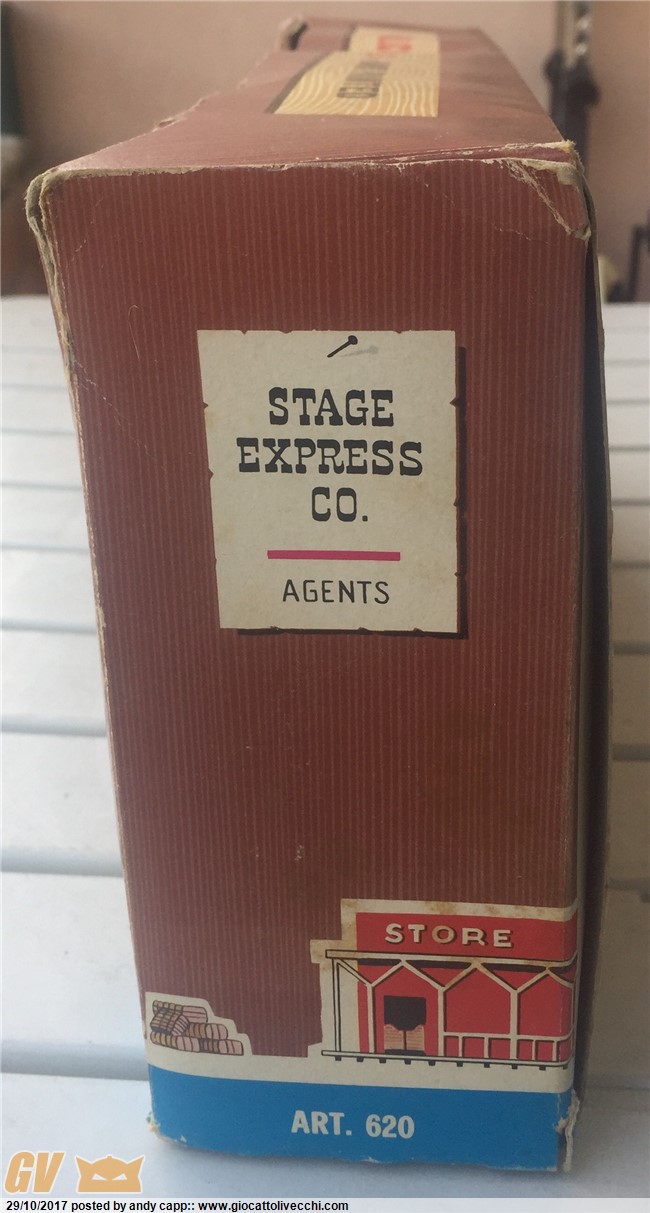 STAGE
EXPRESS
CO.
AGENTS
STORE
ART. 620
GV
29/10/2017 posted by andy capp:: www.giocattolivecchi.com